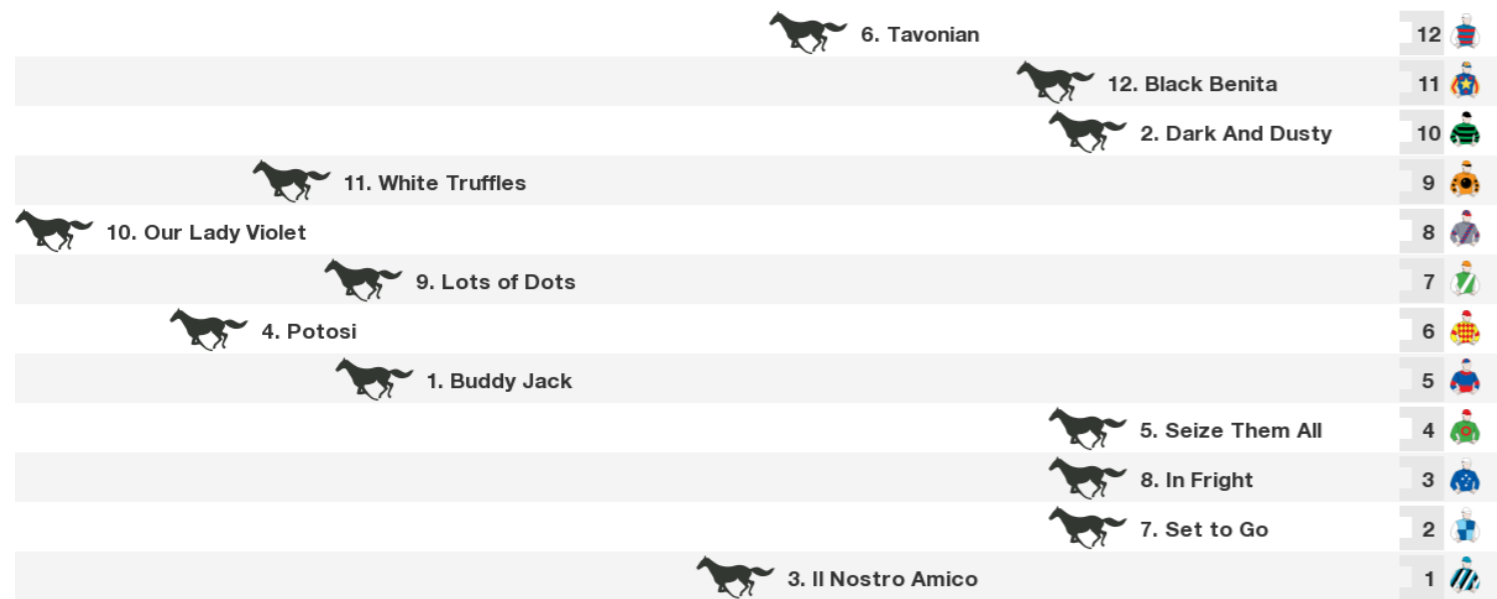 6. Tavonian 12
12. Black Benita 11
2. Dark And Dusty 10
11. White Truffles 9
10. Our Lady Violet 8
9. Lots of Dots 7
4. Potosi 6
1. Buddy Jack 5
5. Seize Them All 4
8. In Fright 3
7. Set to Go 2
3. Il Nostro Amico 1